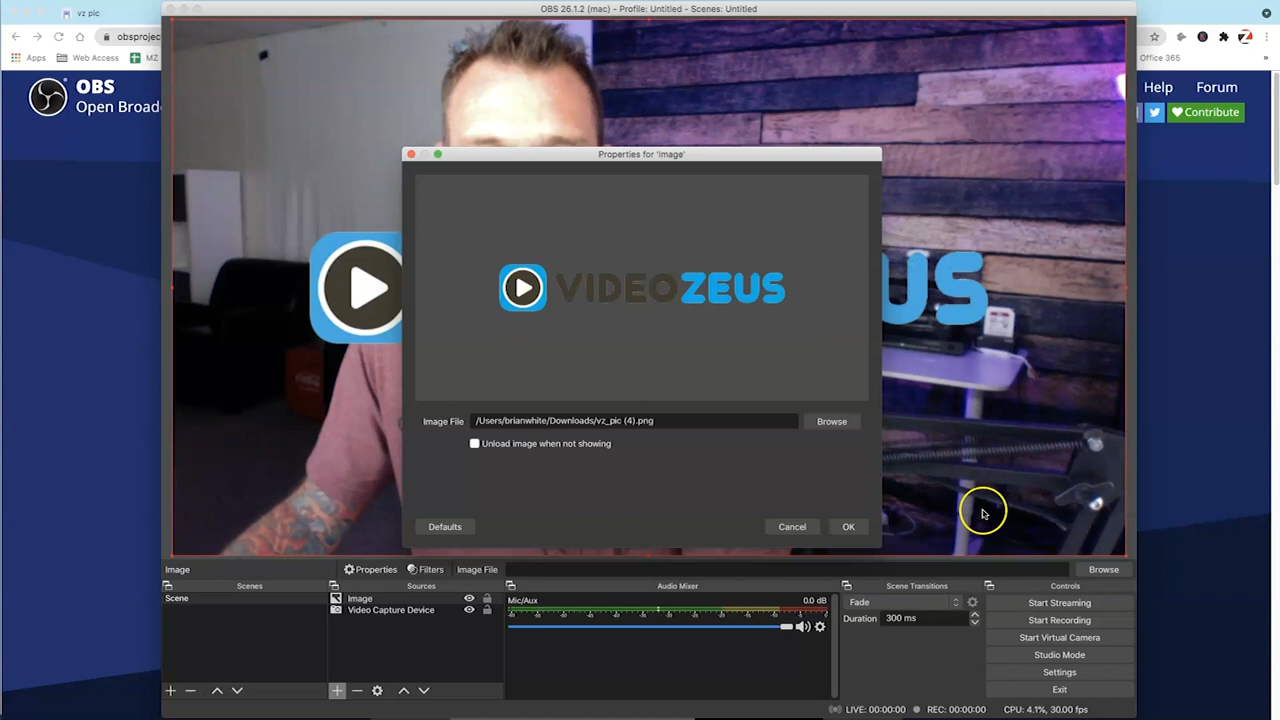 vz pic
OBS 26.1.2 (mac) - Profile: Untitled - Scenes: Untitled
obsprojec
Apps
Web Access
MZ
Office 365
»
OBS
Open Broadc
Help
Forum
Contribute
Properties for 'Image'
VIDEOZEUS
US
Image File
/Users/brianwhite/Downloads/vz_pic (4).png
Browse
Unload image when not showing
Defaults
Cancel
OK
Image
Properties
Filters
Image File
Browse
Scenes
Sources
Audio Mixer
Scene Transitions
Controls
Scene
Image
Video Capture Device
Mic/Aux
0.0 dB
Fade
Duration
300 ms
Start Streaming
Start Recording
Start Virtual Camera
Studio Mode
Settings
Exit
LIVE: 00:00:00
REC: 00:00:00
CPU: 4.1%, 30.00 fps